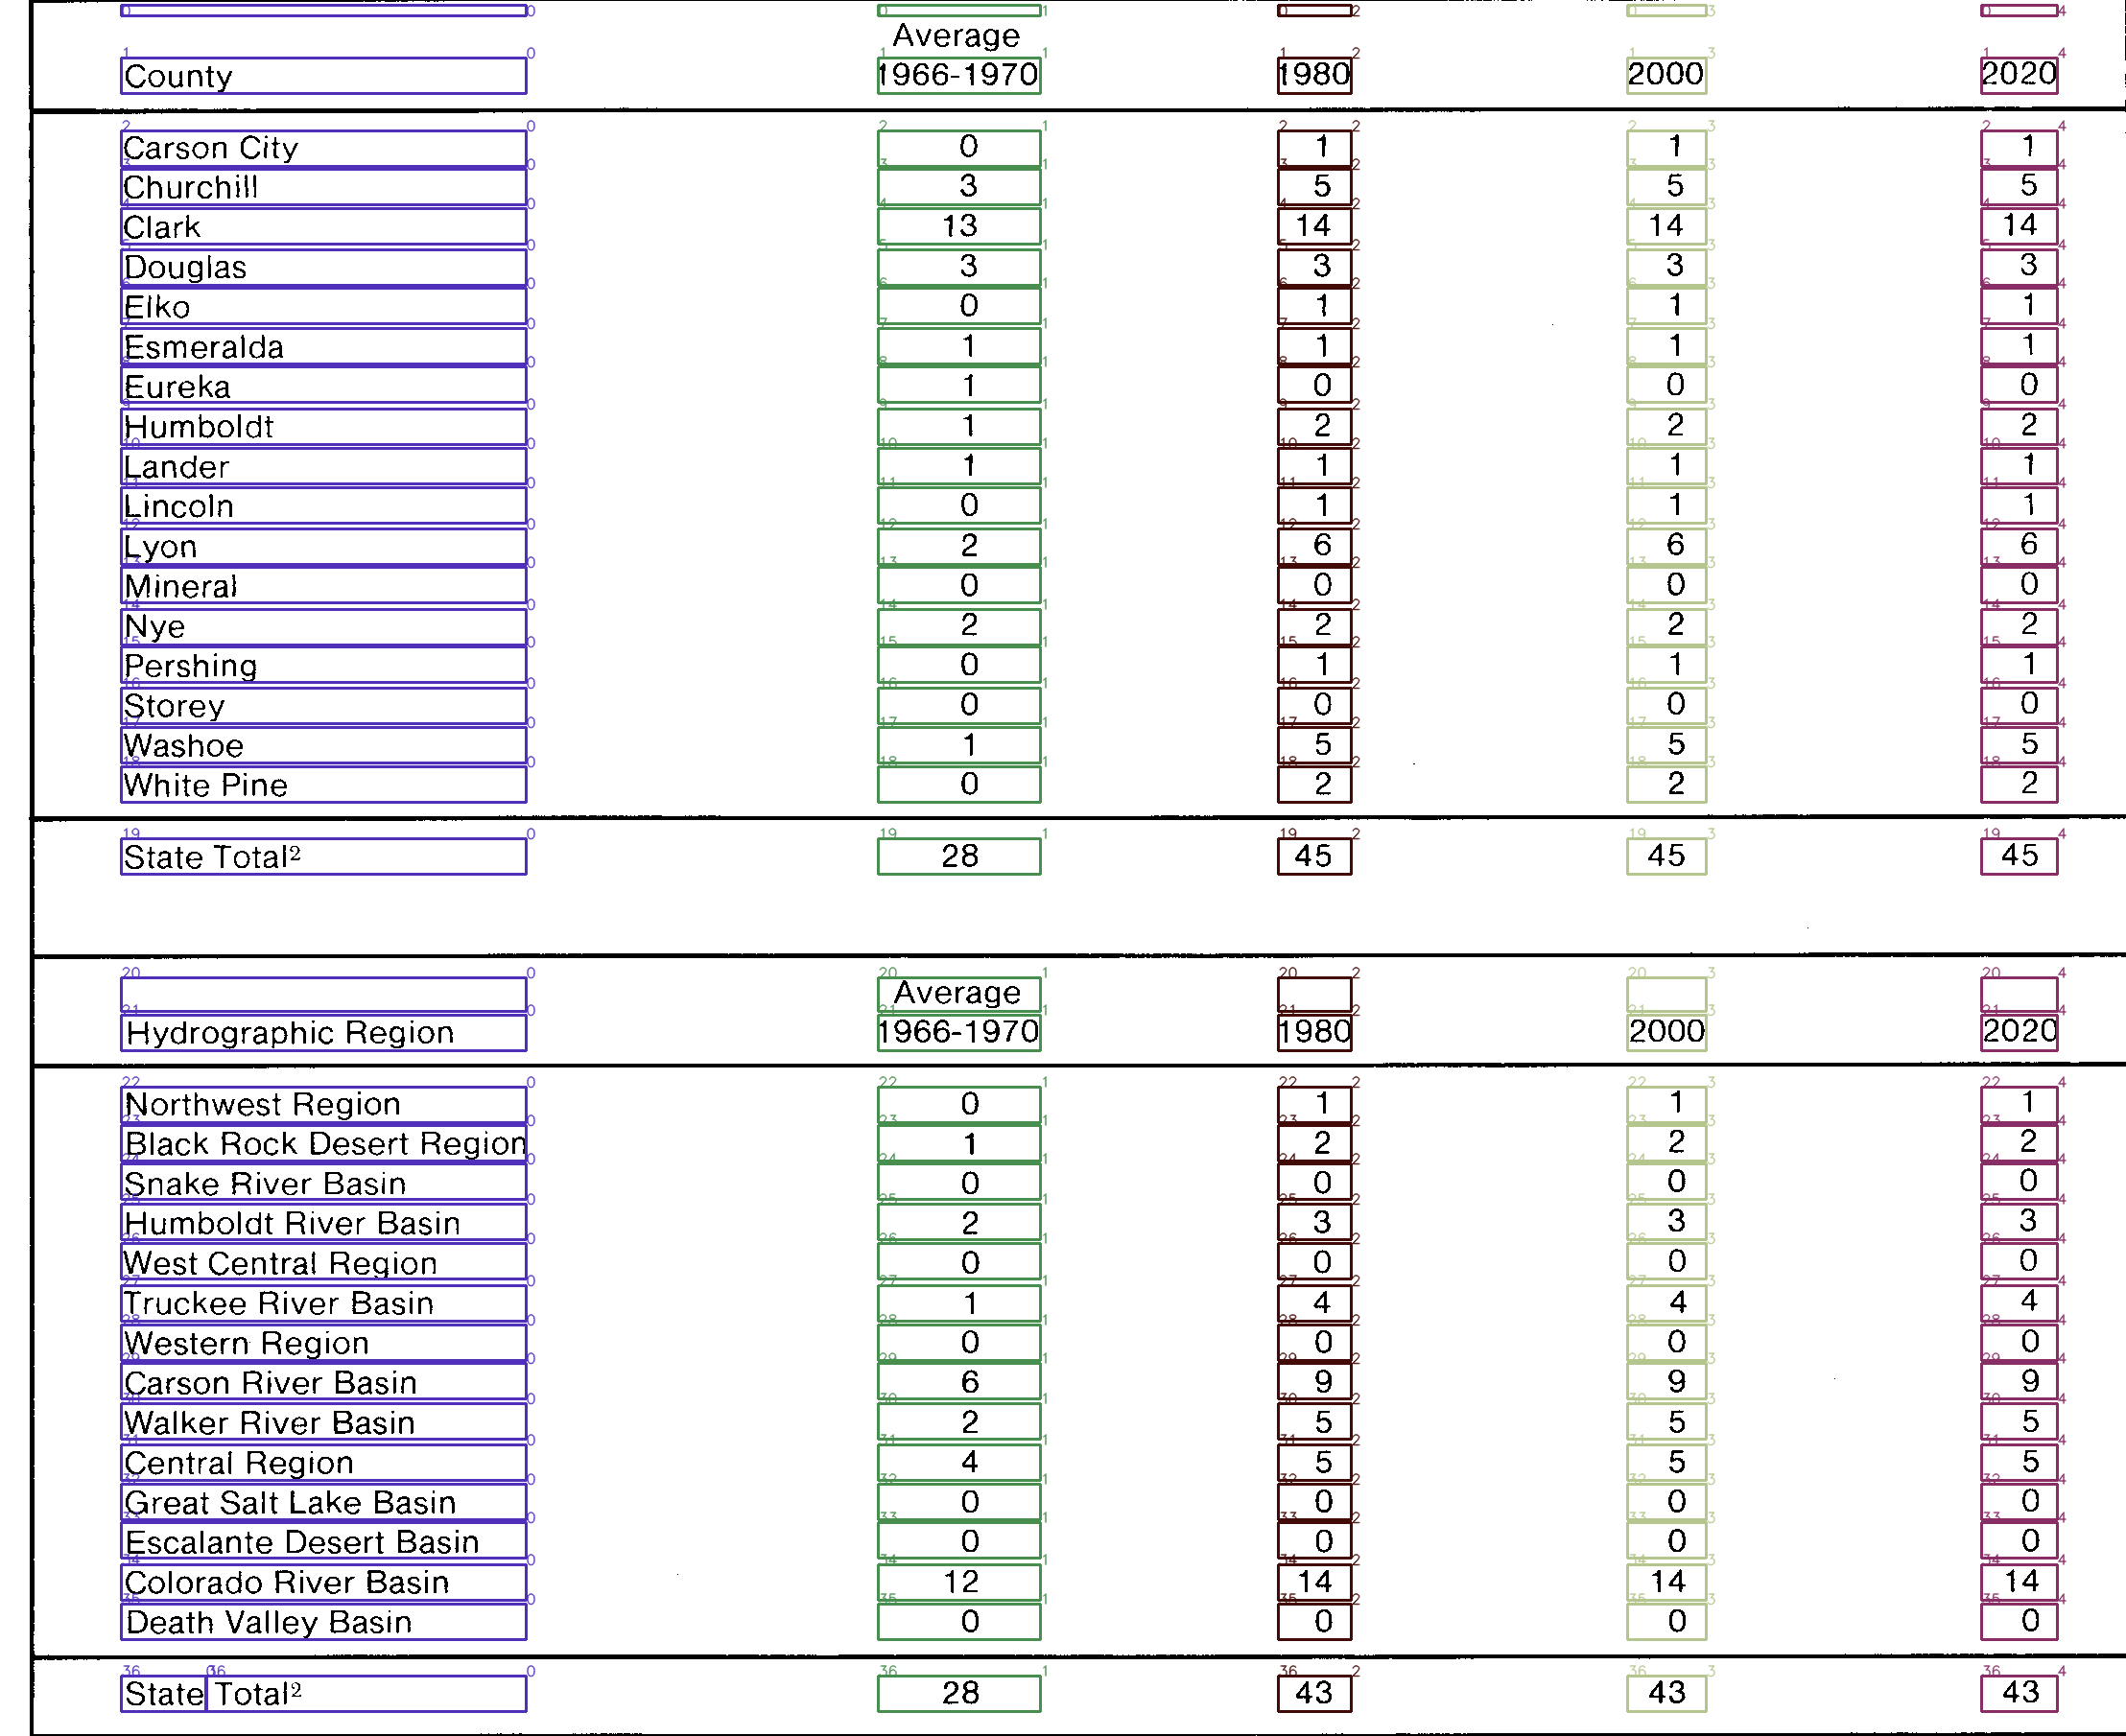 Average
County 1966-1970 1980 2000 2020
Carson City 0 1 1 1
Churchill 3 5 5 5
Clark 13 14 14 14
Douglas 3 3 3 3
Elko 0 1 1 1
Esmeralda 1 1 1 1
Eureka 1 0 0 0
Humboldt 1 2 2 2
Lander 1 1 1 1
Lincoln 0 1 1 1
Lyon 2 6 6 6
Mineral 0 0 0 0
Nye 2 2 2 2
Pershing 0 1 1 1
Storey 0 0 0 0
Washoe 1 5 5 5
White Pine 0 2 2 2
State Total² 28 45 45 45
Average
Hydrographic Region 1966-1970 1980 2000 2020
Northwest Region 0 1 1 1
Black Rock Desert Region 1 2 2 2
Snake River Basin 0 0 0 0
Humboldt River Basin 2 3 3 3
West Central Region 0 0 0 0
Truckee River Basin 1 4 4 4
Western Region 0 0 0 0
Carson River Basin 6 9 9 9
Walker River Basin 2 5 5 5
Central Region 4 5 5 5
Great Salt Lake Basin 0 0 0 0
Escalante Desert Basin 0 0 0 0
Colorado River Basin 12 14 14 14
Death Valley Basin 0 0 0 0
State Total² 28 43 43 43